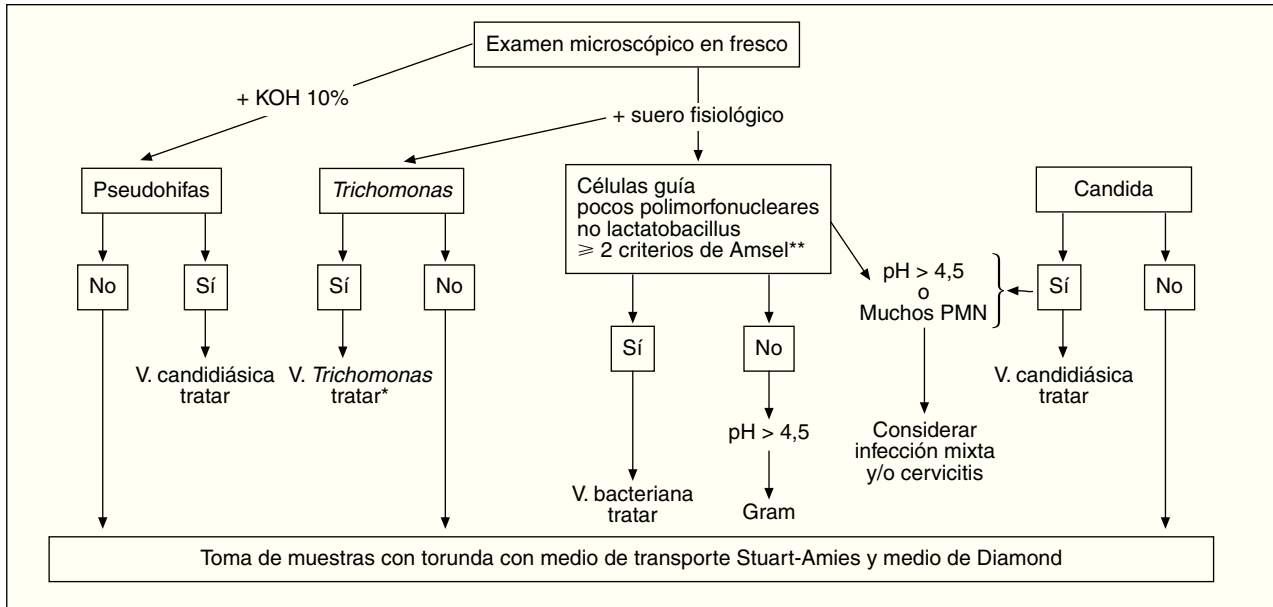 Examen microscópico en fresco
+ KOH 10%
+ suero fisiológico
Pseudohifas
Trichomonas
Células guía
pocos polimorfonucleares
no lactatobacillus
⩾ 2 criterios de Amsel**
Candida
No
Sí
Sí
No
Sí
No
pH > 4,5
o
Muchos PMN
Sí
No
V. candidiásica
tratar
V. Trichomonas
tratar*
V. bacteriana
tratar
pH > 4,5
Gram
Considerar
infección mixta
y/o cervicitis
V. candidiásica
tratar
Toma de muestras con torunda con medio de transporte Stuart-Amies y medio de Diamond